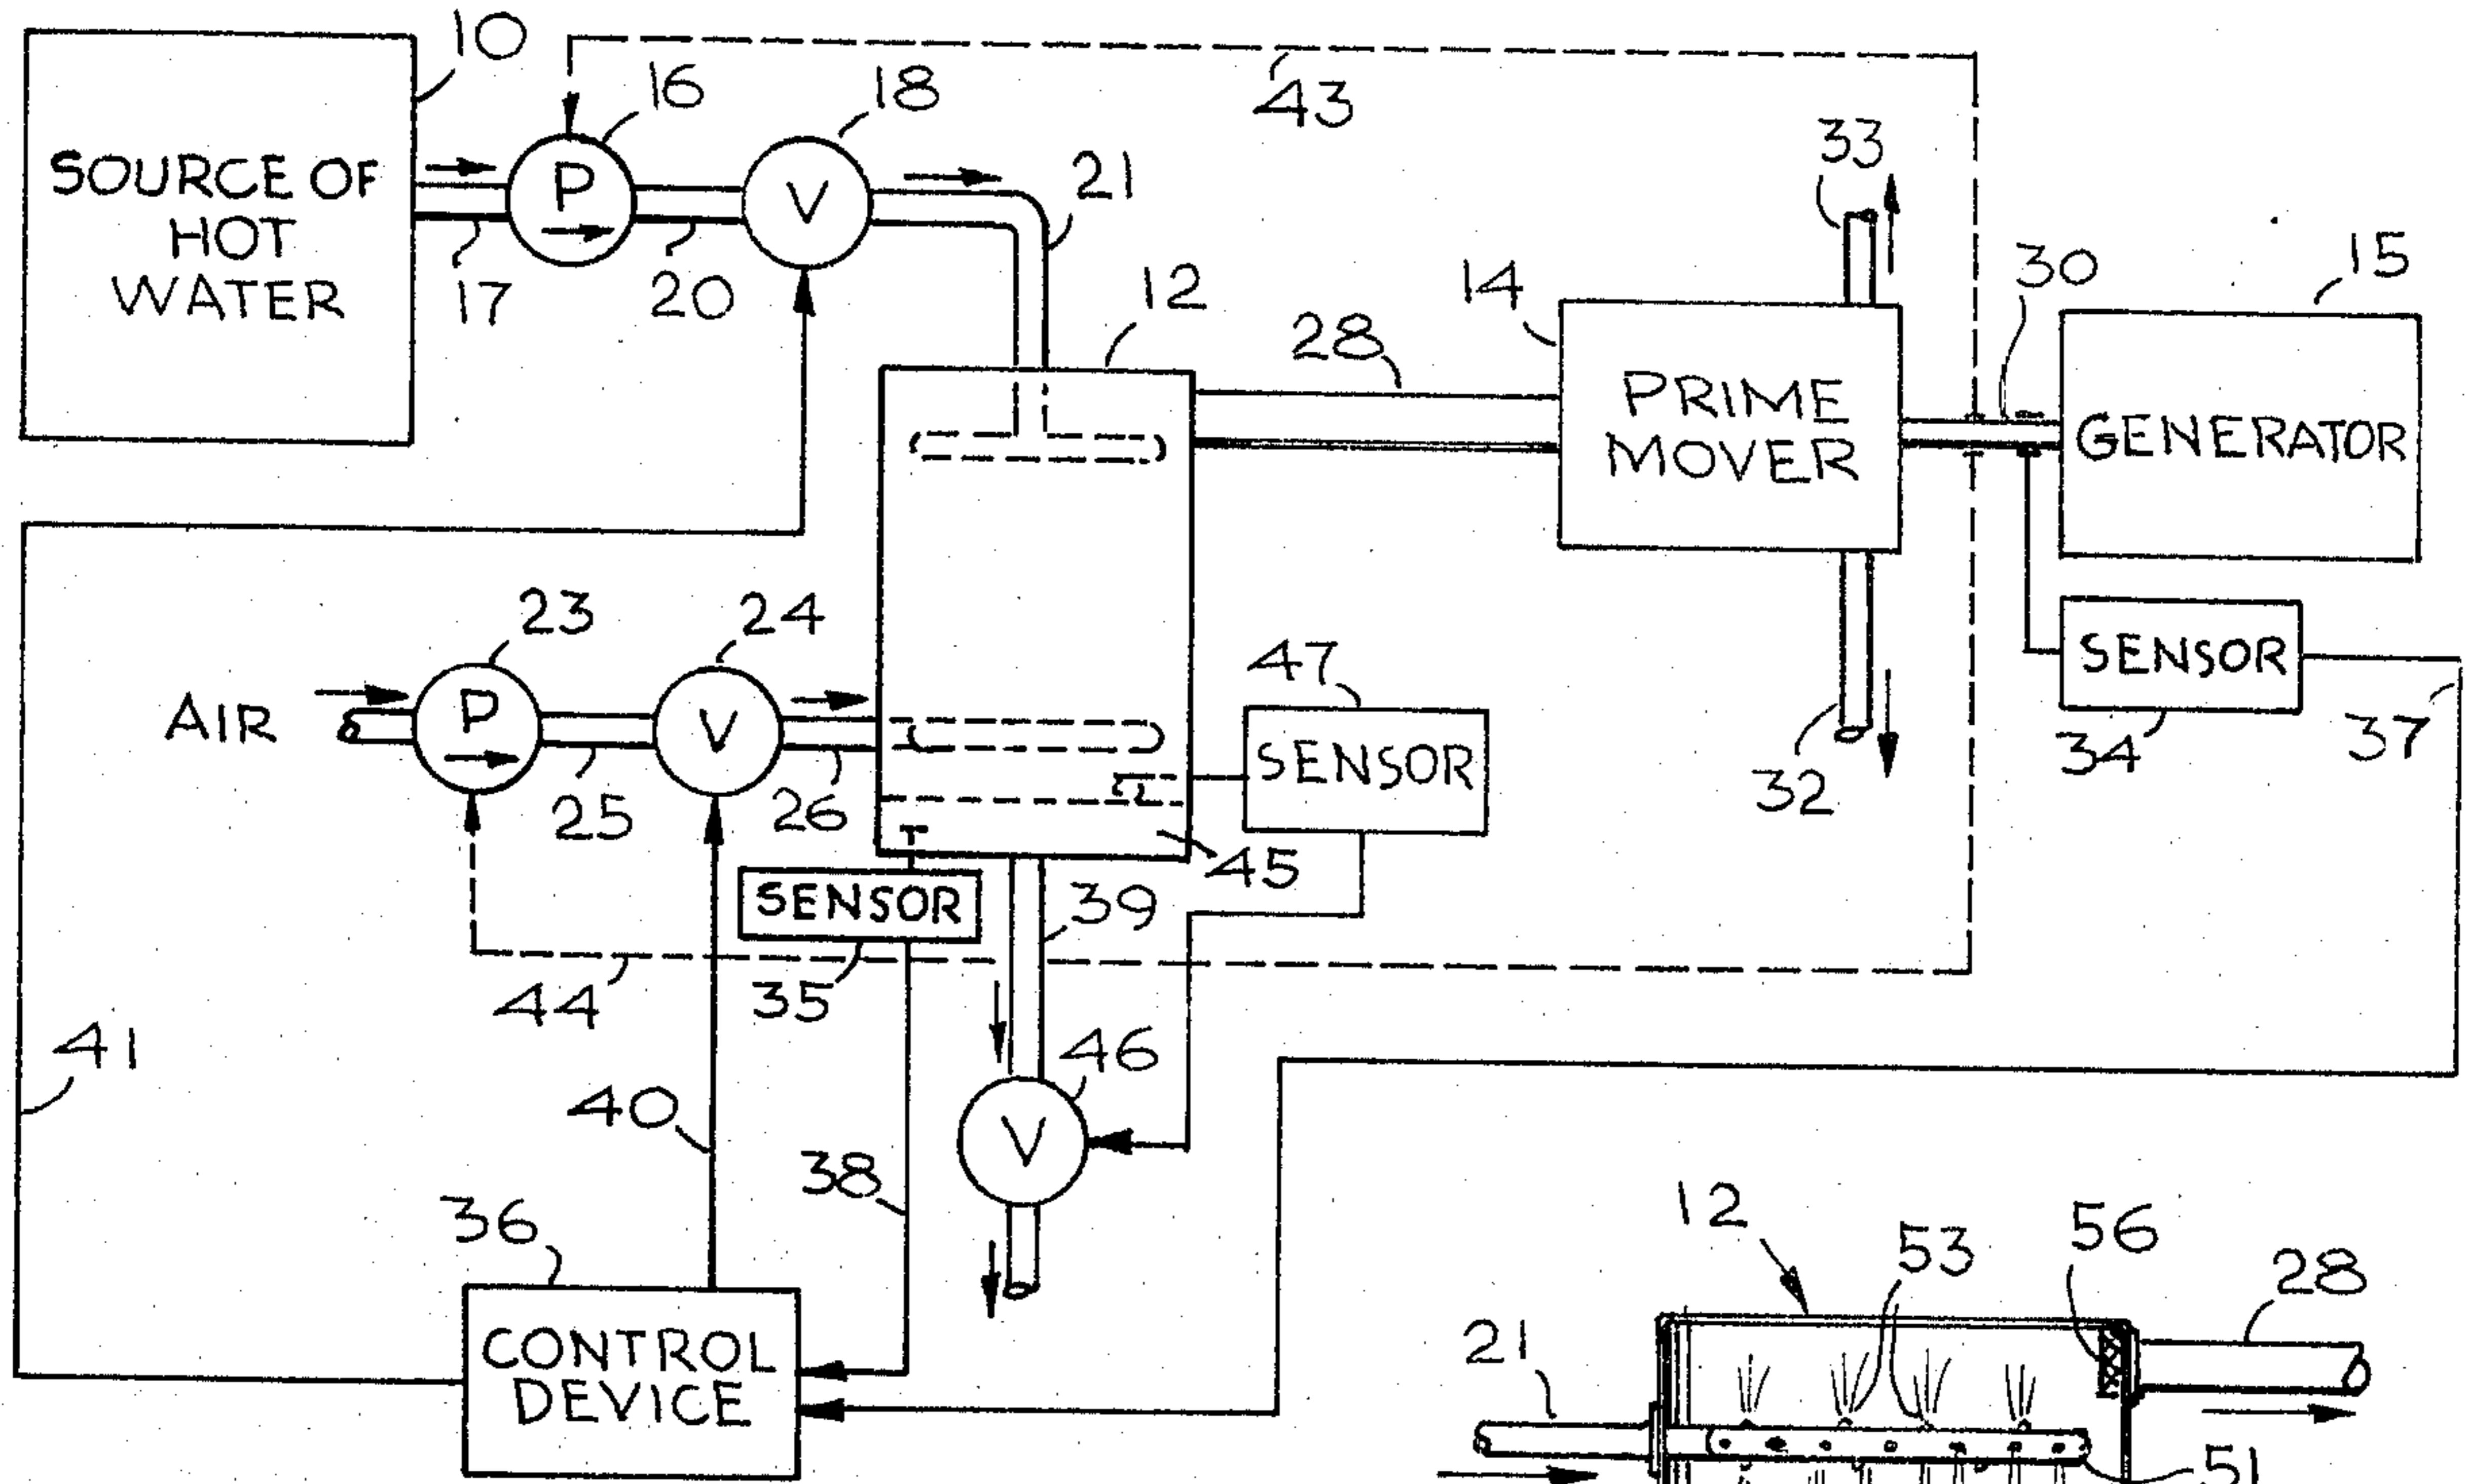 10
16
18
43
33
SOURCE OF
HOT
WATER
P
V
21
17
20
12
28
14
30
15
PRIME
MOVER
GENERATOR
23
24
47
SENSOR
34
37
AIR
P
V
SENSOR
32
25
26
45
SENSOR
39
44
35
41
46
40
V
38
36
CONTROL
DEVICE
12
53
56
28
21
51